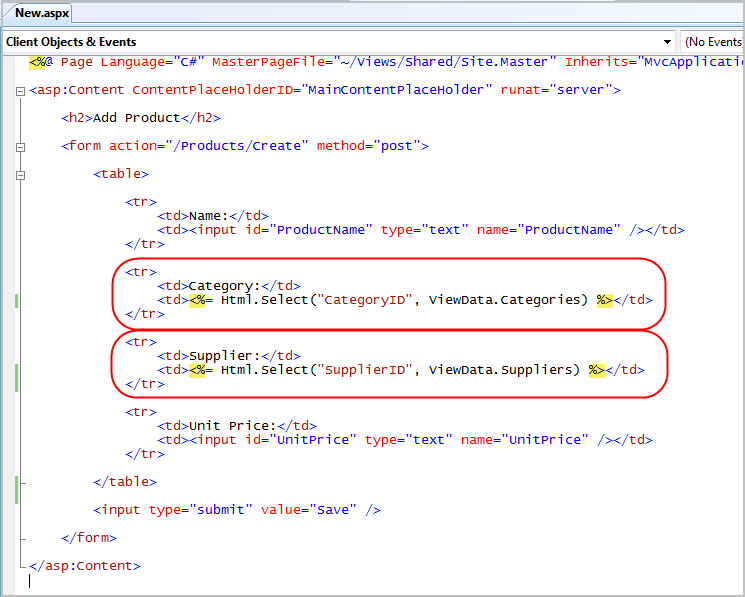 New.aspx
Client Objects & Events
(No Events
<%@ Page Language="C#" MasterPageFile="~/Views/Shared/Site.Master" Inherits="MvcApplicatio
<asp:Content ContentPlaceHolderID="MainContentPlaceHolder" runat="server">
<h2>Add Product</h2>
<form action="/Products/Create" method="post">
<table>
<tr>
<td>Name:</td>
<td><input id="ProductName" type="text" name="ProductName" /></td>
</tr>
<tr>
<td>Category:</td>
<td><%= Html.Select("CategoryID", ViewData.Categories) %></td>
</tr>
<tr>
<td>Supplier:</td>
<td><%= Html.Select("SupplierID", ViewData.Suppliers) %></td>
</tr>
<tr>
<td>Unit Price:</td>
<td><input id="UnitPrice" type="text" name="UnitPrice" /></td>
</tr>
</table>
<input type="submit" value="Save" />
</form>
</asp:Content>